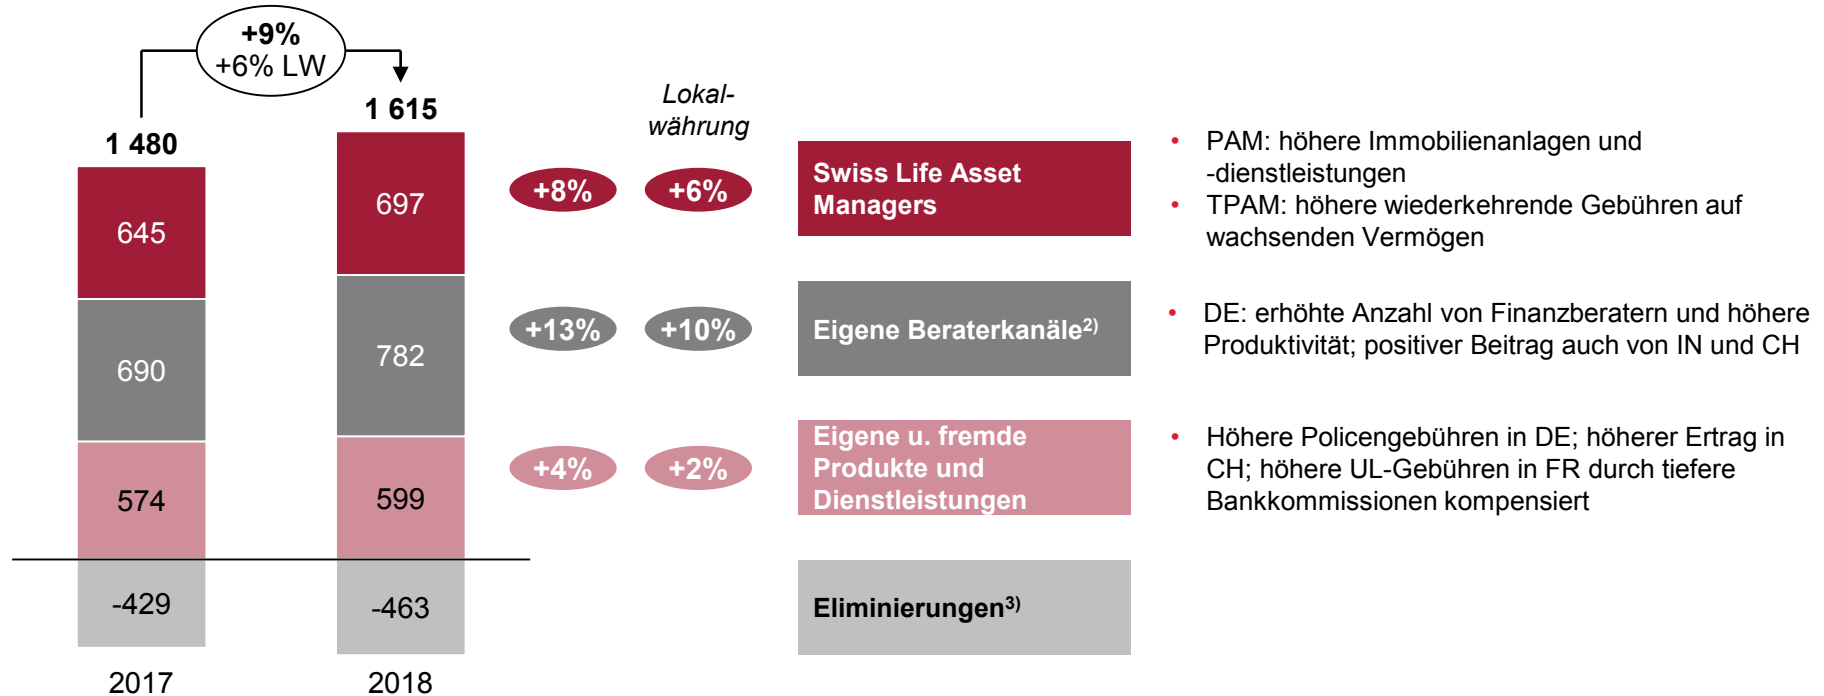 +9%
+6% LW
1 480
1 615
645
690
574
-429
2017
697
782
599
-463
2018
Lokal-
währung
+8%
+6%
Swiss Life Asset
Managers
• PAM: höhere Immobilienanlagen und
-dienstleistungen
• TPAM: höhere wiederkehrende Gebühren auf
wachsenden Vermögen
+13%
+10%
Eigene Beraterkanäle2)
• DE: erhöhte Anzahl von Finanzberatern und höhere
Produktivität; positiver Beitrag auch von IN und CH
+4%
+2%
Eigene u. fremde
Produkte und
Dienstleistungen
• Höhere Policengebühren in DE; höherer Ertrag in
CH; höhere UL-Gebühren in FR durch tiefere
Bankkommissionen kompensiert
Eliminierungen3)